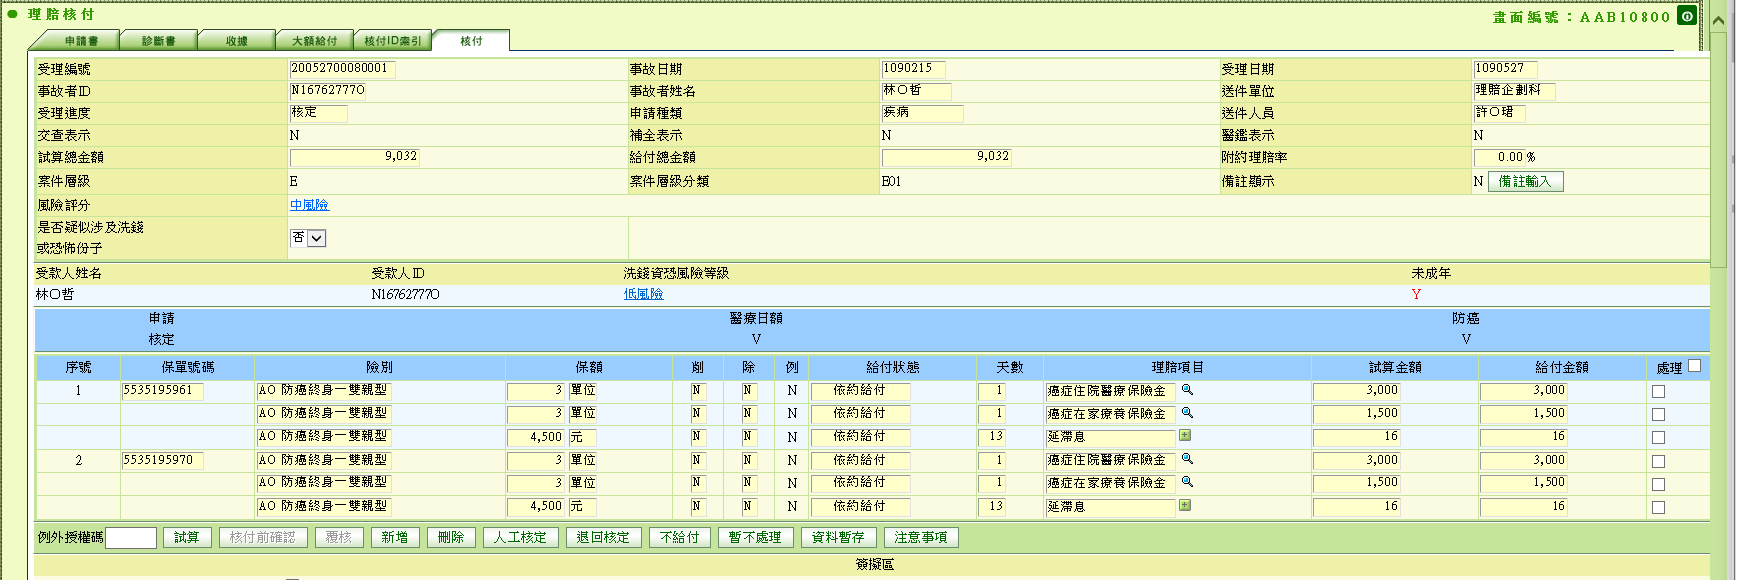 理賠核付
畫面編號：AAB10800
申請書 診斷書 收據 大額給付 核付ID索引 核付
受理編號 20052700080001 事故日期 1090215 受理日期 1090527
事故者ID N16762777O 事故者姓名 林○哲 送件單位 理賠企劃科
受理進度 核定 申請種類 疾病 送件人員 許○珺
交查表示 N 補全表示 N 醫鑑表示 N
試算總金額 9,032 給付總金額 9,032 附約理賠率 0.00 %
案件層級 E 案件層級分類 E01 備註顯示 N 備註輸入
風險評分 中風險
是否疑似涉及洗錢
或恐怖份子 否
受款人姓名 受款人ID 洗錢資恐風險等級 未成年
林○哲 N16762777O 低風險 Y
申請 醫療日額 防癌
核定 V V
序號 保單號碼 險別 保額 削 除 例 給付狀態 天數 理賠項目 試算金額 給付金額 處理
1 5535195961 AO 防癌終身一雙親型 3 單位 N N N 依約給付 1 癌症住院醫療保險金 3,000 3,000
AO 防癌終身一雙親型 3 單位 N N N 依約給付 1 癌症在家療養保險金 1,500 1,500
AO 防癌終身一雙親型 4,500 元 N N N 依約給付 13 延滯息 16 16
2 5535195970 AO 防癌終身一雙親型 3 單位 N N N 依約給付 1 癌症住院醫療保險金 3,000 3,000
AO 防癌終身一雙親型 3 單位 N N N 依約給付 1 癌症在家療養保險金 1,500 1,500
AO 防癌終身一雙親型 4,500 元 N N N 依約給付 13 延滯息 16 16
例外授權碼 試算 核付前確認 覆核 新增 刪除 人工核定 退回核定 不給付 暫不處理 資料暫存 注意事項
簽擬區